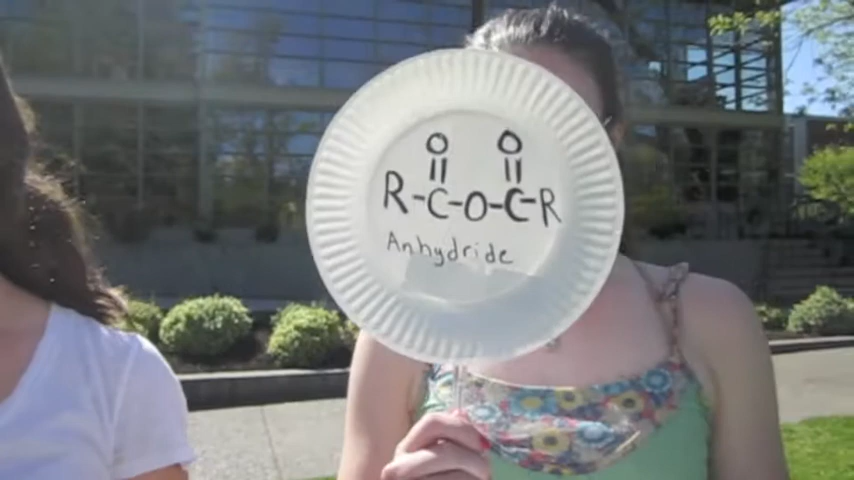 O O
|| ||
R-C-O-C-R
Anhydride